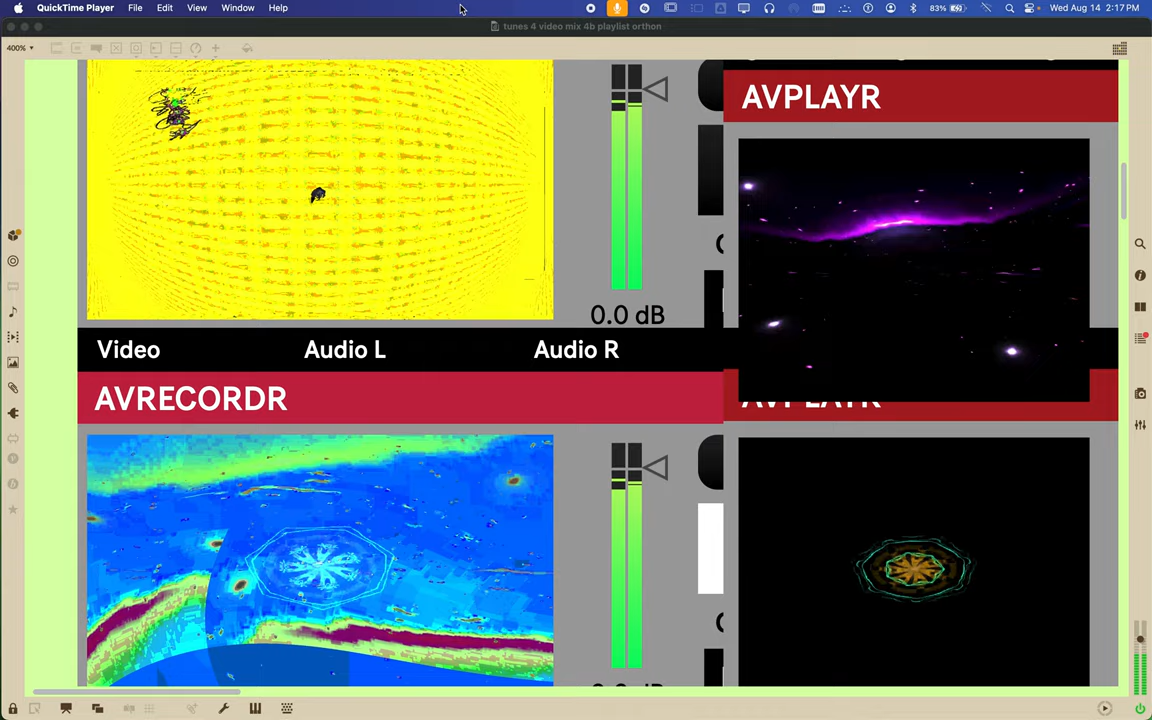 QuickTime Player File Edit View Window Help 83% Wed Aug 14 2:17 PM
tunes 4 video mix 4b playlist orthon
400%
AVPLAYR
0.0 dB
Video Audio L Audio R
AVRECORDR